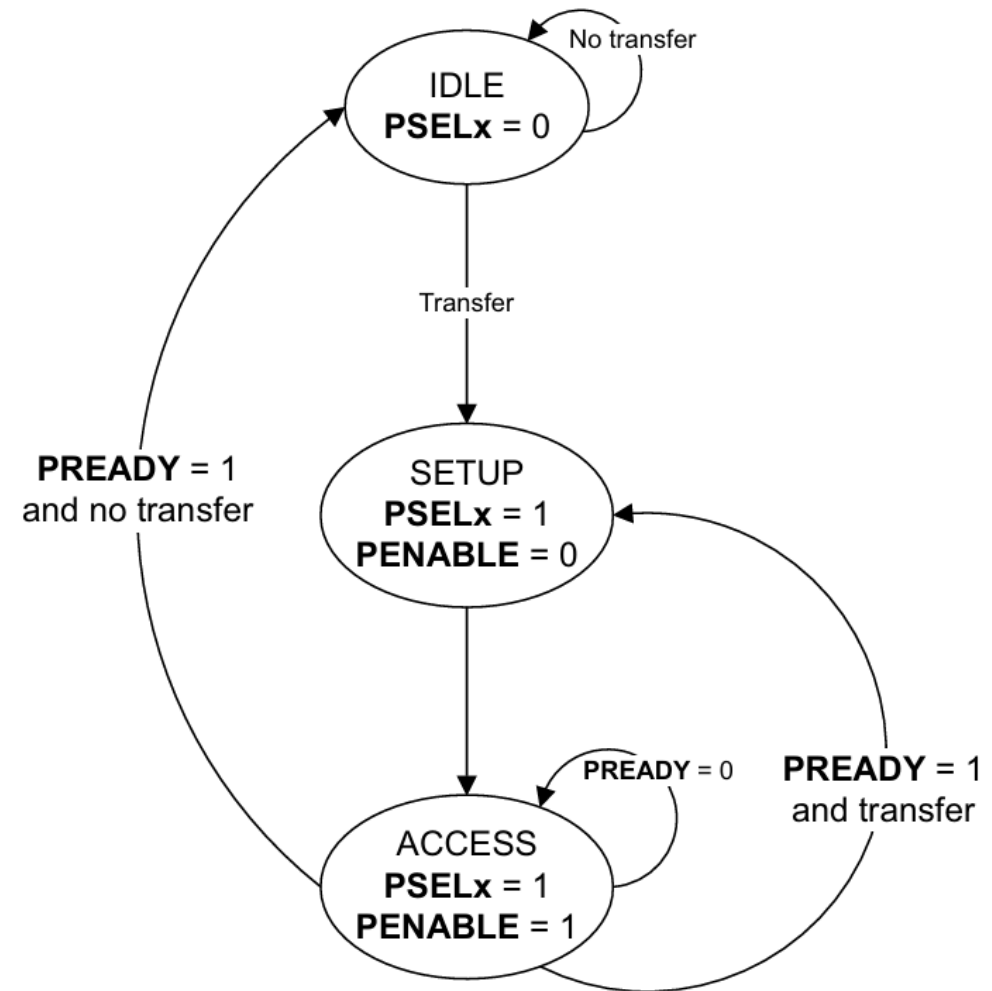 No transfer
IDLE
PSELx = 0
Transfer
PREADY = 1
and no transfer
SETUP
PSELx = 1
PENABLE = 0
PREADY = 0
PREADY = 1
and transfer
ACCESS
PSELx = 1
PENABLE = 1